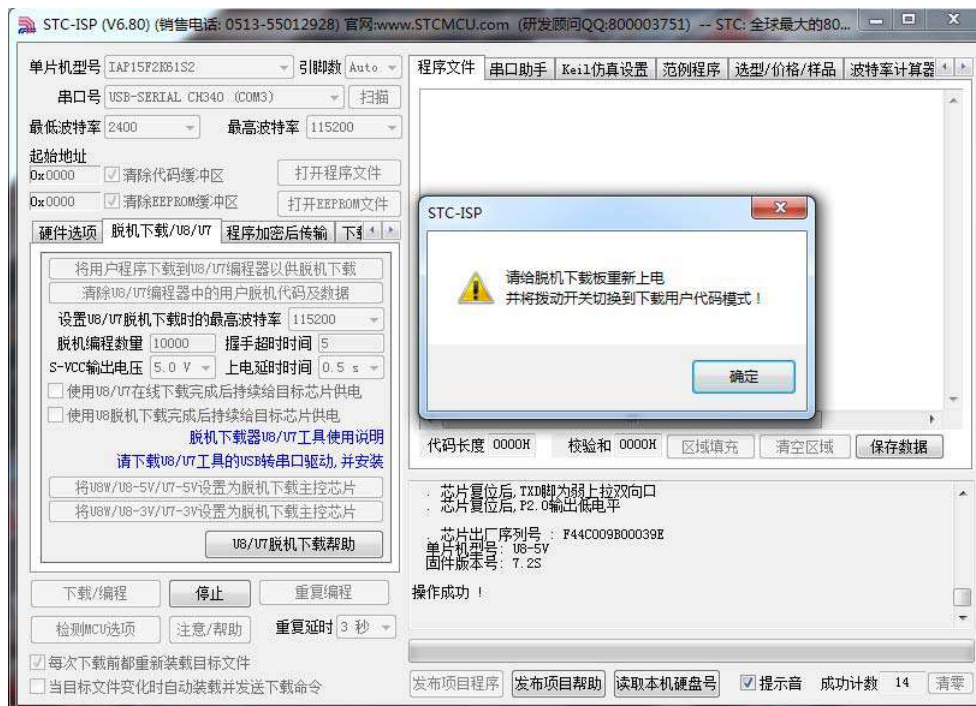 STC-ISP (V6.80) (销售电话: 0513-55012928) 官网:www.STCMCU.com (研发顾问QQ:800003751) -- STC: 全球最大的80...
单片机型号 IAP15F2K61S2 引脚数 Auto
串口号 USB-SERIAL CH340 (COM3) 扫描
最低波特率 2400 最高波特率 115200
起始地址
0x0000 清除代码缓冲区 打开程序文件
0x0000 清除EEPROM缓冲区 打开EEPROM文件
硬件选项 脱机下载/U8/U7 程序加密后传输
将用户程序下载到U8/U7编程器以供脱机下载
清除U8/U7编程器中的用户脱机代码及数据
设置U8/U7脱机下载时的最高波特率 115200
脱机编程数量 10000 握手超时时间 5
S-VCC输出电压 5.0 V 上电延时时间 0.5 s
使用U8/U7在线下载完成后持续给目标芯片供电
使用U8脱机下载完成后持续给目标芯片供电
脱机下载器U8/U7工具使用说明
请下载U8/U7工具的USB转串口驱动,并安装
将U8W/U8-5V/U7-5V设置为脱机下载主控芯片
将U8W/U8-3V/U7-3V设置为脱机下载主控芯片
U8/U7脱机下载帮助
下载/编程 停止 重复编程
检测MCU选项 注意/帮助 重复延时 3 秒
每次下载前都重新装载目标文件
当目标文件变化时自动装载并发送下载命令
程序文件 串口助手 Keil仿真设置 范例程序 选型/价格/样品 波特率计算器
STC-ISP
请给脱机下载板重新上电
并将拨动开关切换到下载用户代码模式！
确定
代码长度 0000H 校验和 0000H 区域填充 清空区域 保存数据
. 芯片复位后,TXD脚为弱上拉双向口
. 芯片复位后,P2.0输出低电平
. 芯片出厂序列号 : F44C009B00039E
单片机型号: U8-5V
固件版本号: 7.2S
操作成功 !
发布项目程序 发布项目帮助 读取本机硬盘号 提示音 成功计数 14 清零